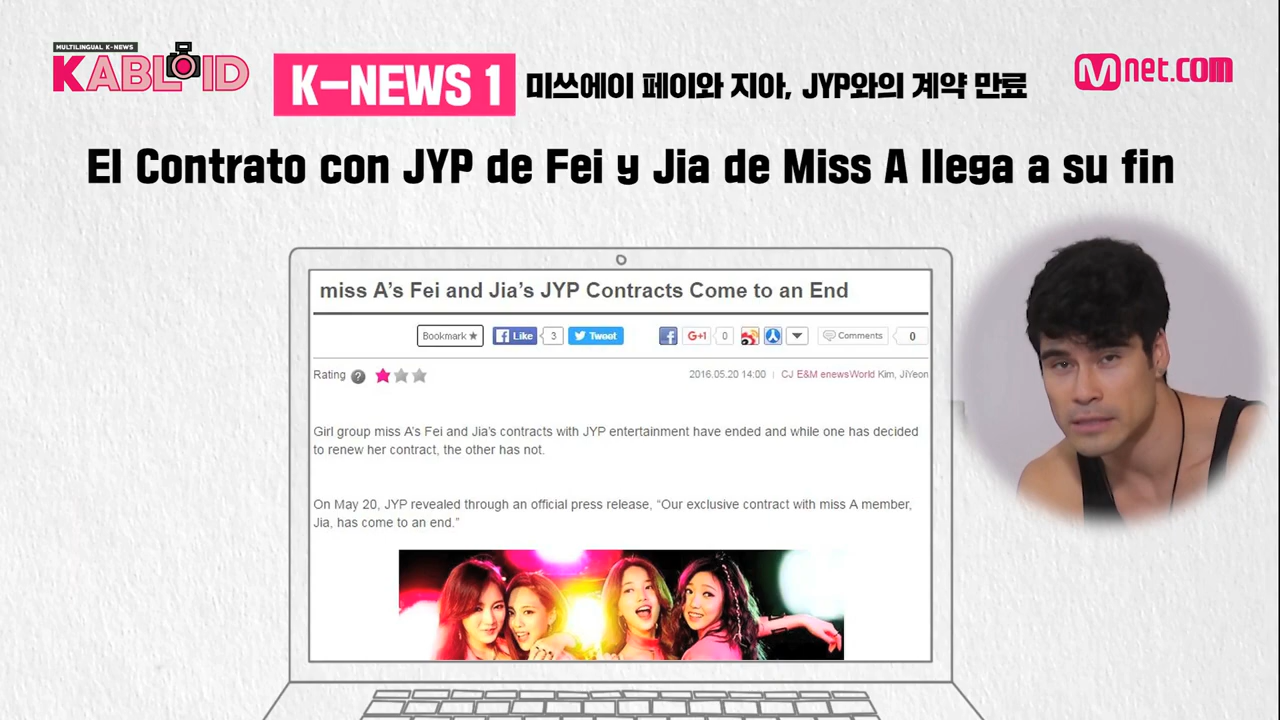 MULTILINGUAL K-NEWS
KABLOID
K-NEWS 1
미쓰에이 페이와 지아, JYP와의 계약 만료
Mnet.com
El Contrato con JYP de Fei y Jia de Miss A llega a su fin
miss A's Fei and Jia's JYP Contracts Come to an End
Bookmark ★ Like 3 Tweet G+1 0 Comments 0
Rating ? 2016.05.20 14:00 | CJ E&M enewsWorld Kim, JiYeon
Girl group miss A's Fei and Jia's contracts with JYP entertainment have ended and while one has decided
to renew her contract, the other has not.
On May 20, JYP revealed through an official press release, “Our exclusive contract with miss A member,
Jia, has come to an end.”